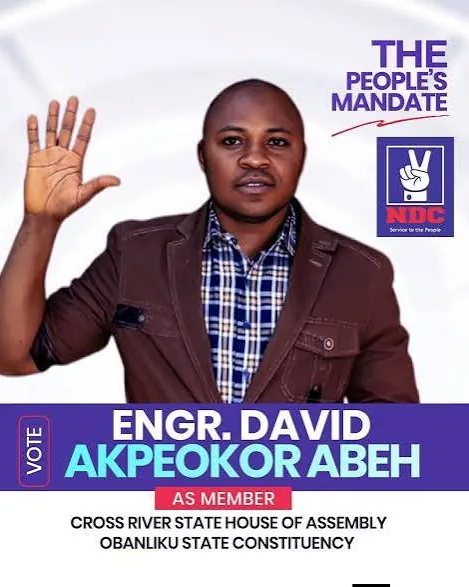 THE
PEOPLE'S
MANDATE
NDC
Service to the People
VOTE
ENGR. DAVID
AKPEOKOR ABEH
AS MEMBER
CROSS RIVER STATE HOUSE OF ASSEMBLY
OBANLIKU STATE CONSTITUENCY